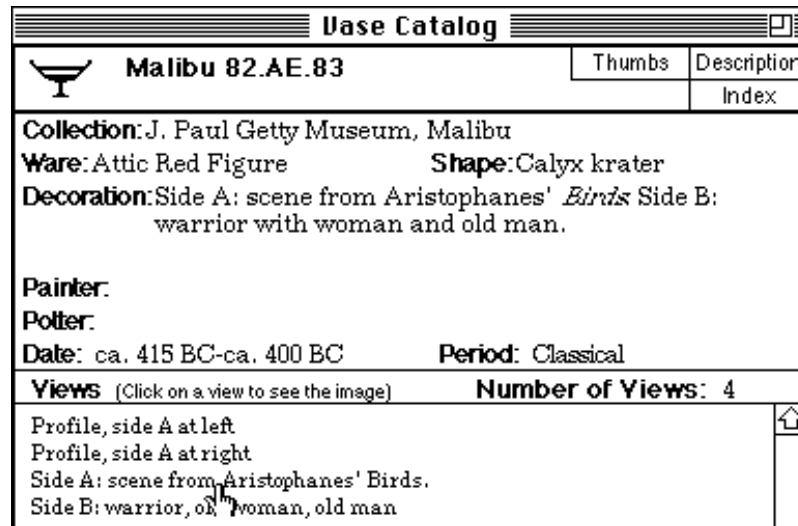 Vase Catalog
Malibu 82.AE.83
Thumbs
Description
Index
Collection: J. Paul Getty Museum, Malibu
Ware: Attic Red Figure Shape: Calyx krater
Decoration: Side A: scene from Aristophanes' Birds Side B:
warrior with woman and old man.
Painter:
Potter:
Date: ca. 415 BC-ca. 400 BC Period: Classical
Views (Click on a view to see the image) Number of Views: 4
Profile, side A at left
Profile, side A at right
Side A: scene from Aristophanes' Birds.
Side B: warrior, woman, old man